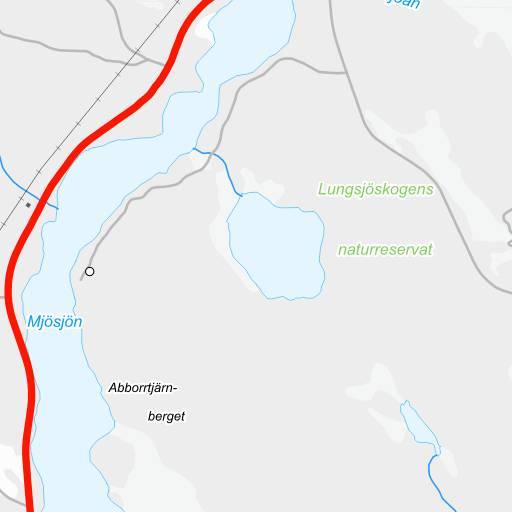 Lungsjöskogens
naturreservat
Mjösjön
Abborrtjärn-
berget